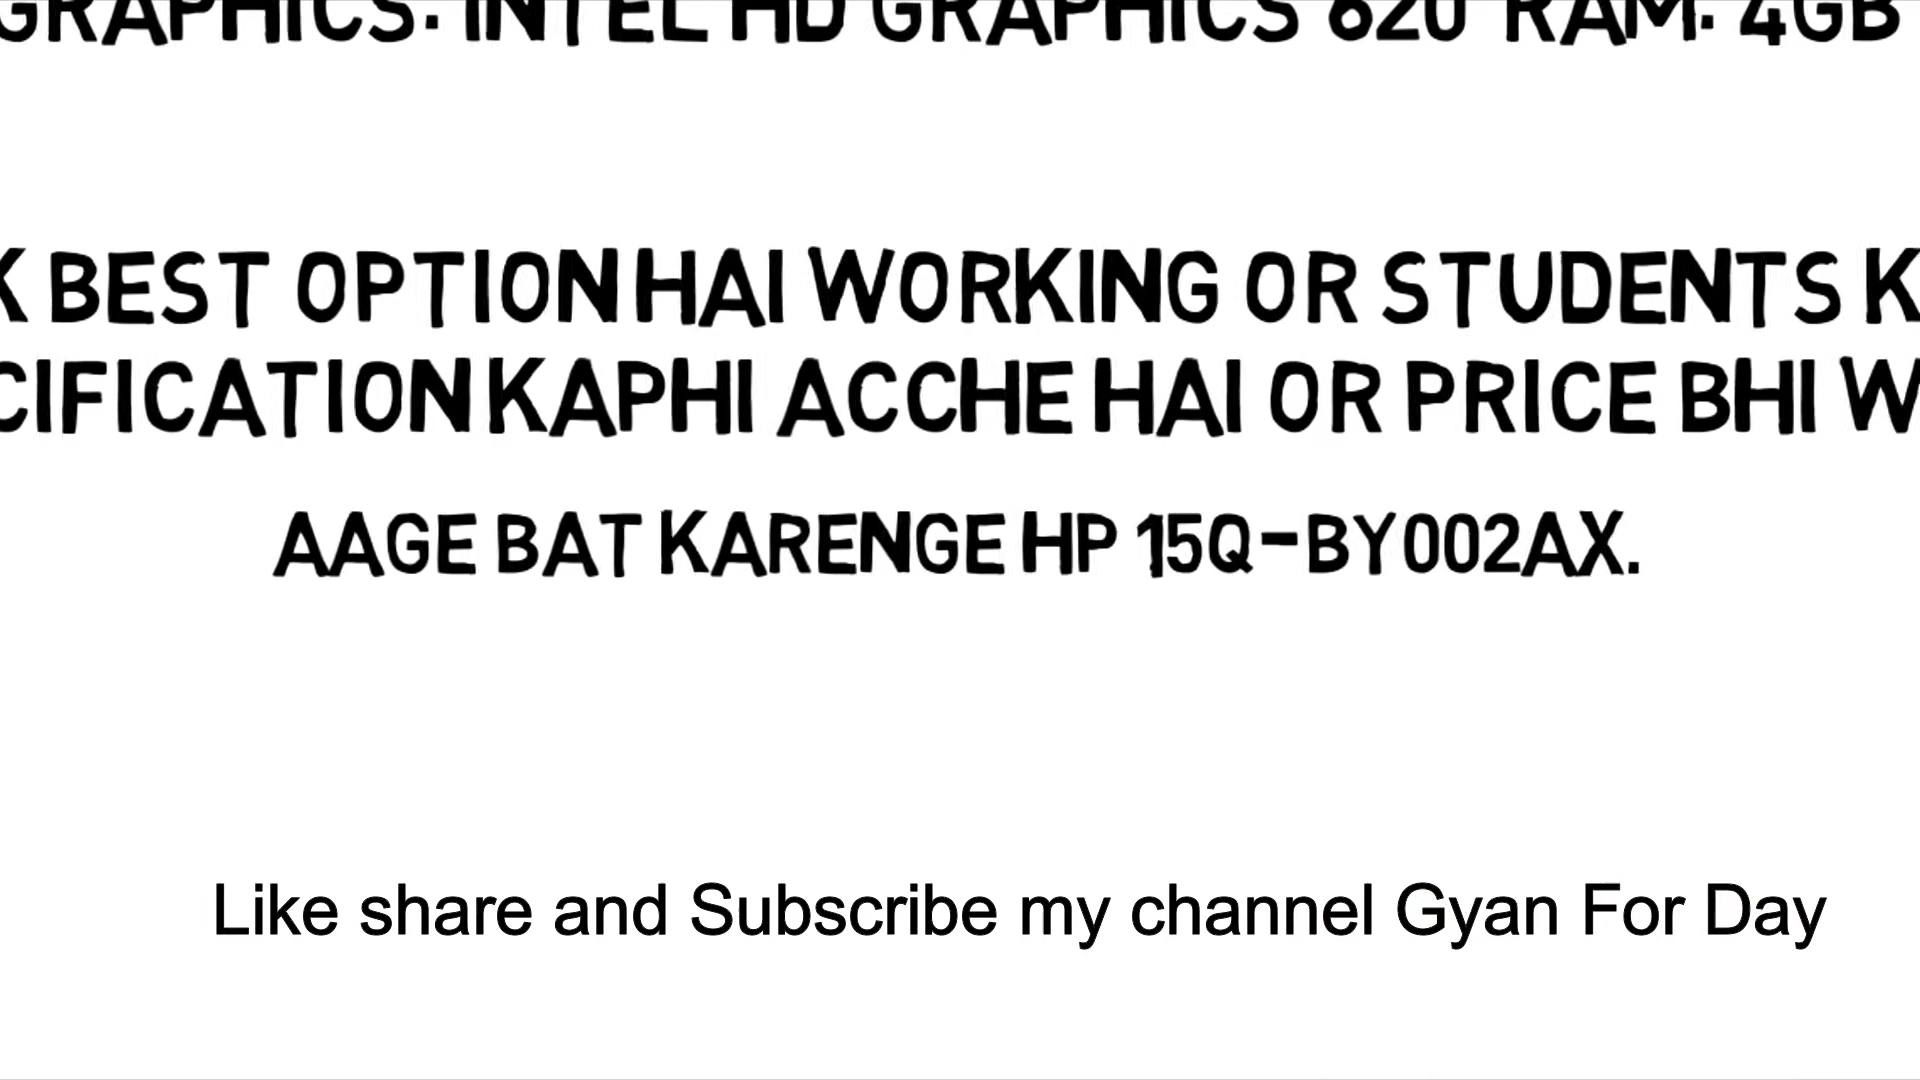 GRAPHICS: INTEL HD GRAPHICS 620 RAM: 4GB
K BEST OPTION HAI WORKING OR STUDENTS K
CIFICATION KAPHI ACCHE HAI OR PRICE BHI W
AAGE BAT KARENGE HP 15Q-BY002AX.
Like share and Subscribe my channel Gyan For Day